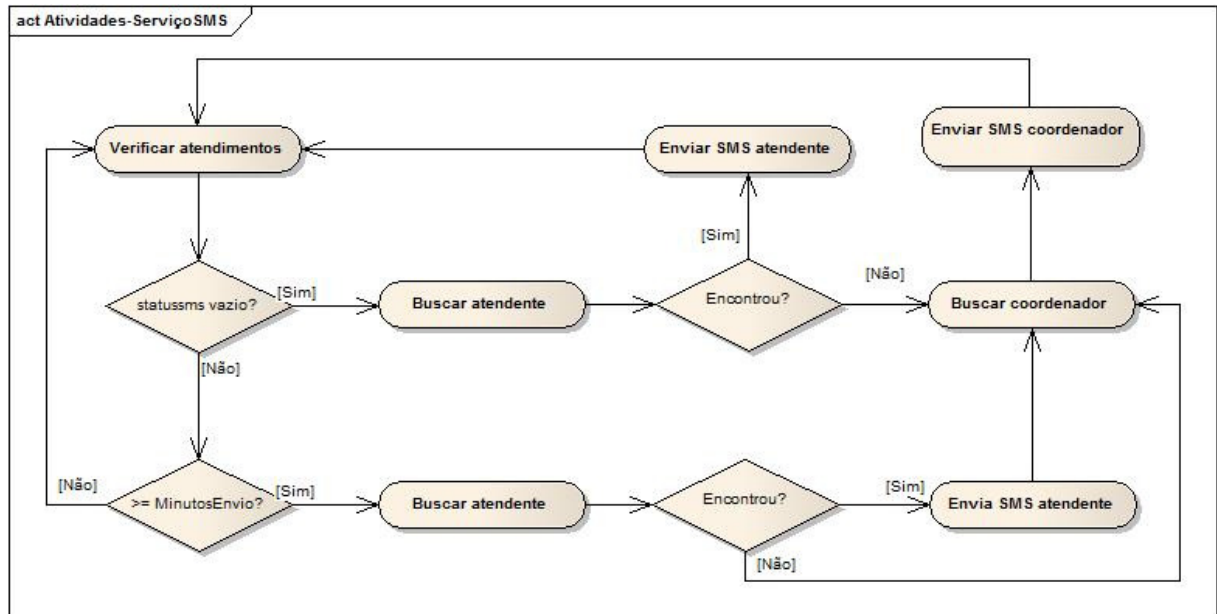 act Atividades-ServiçoSMS
Enviar SMS coordenador
Verificar atendimentos
Enviar SMS atendente
[Sim]
[Não]
statussms vazio?
[Sim]
Buscar atendente
Encontrou?
Buscar coordenador
[Não]
[Não]
>= MinutosEnvio?
[Sim]
Buscar atendente
Encontrou?
[Sim]
Envia SMS atendente
[Não]